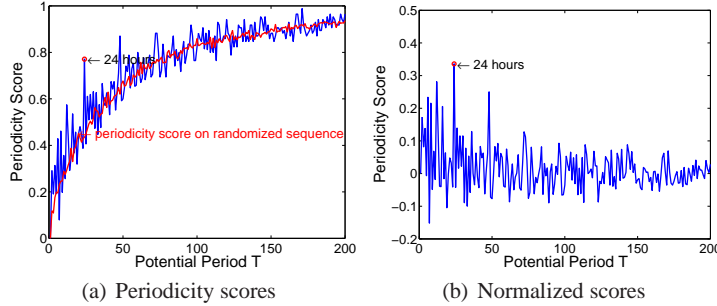 1
0.8
0.6
0.4
0.2
0
Periodicity Score
← 24 hours
← periodicity score on randomized sequence
0 50 100 150 200
Potential Period T
(a) Periodicity scores
0.5
0.4
0.3
0.2
0.1
0
−0.1
−0.2
Periodicity Score
← 24 hours
0 50 100 150 200
Potential Period T
(b) Normalized scores